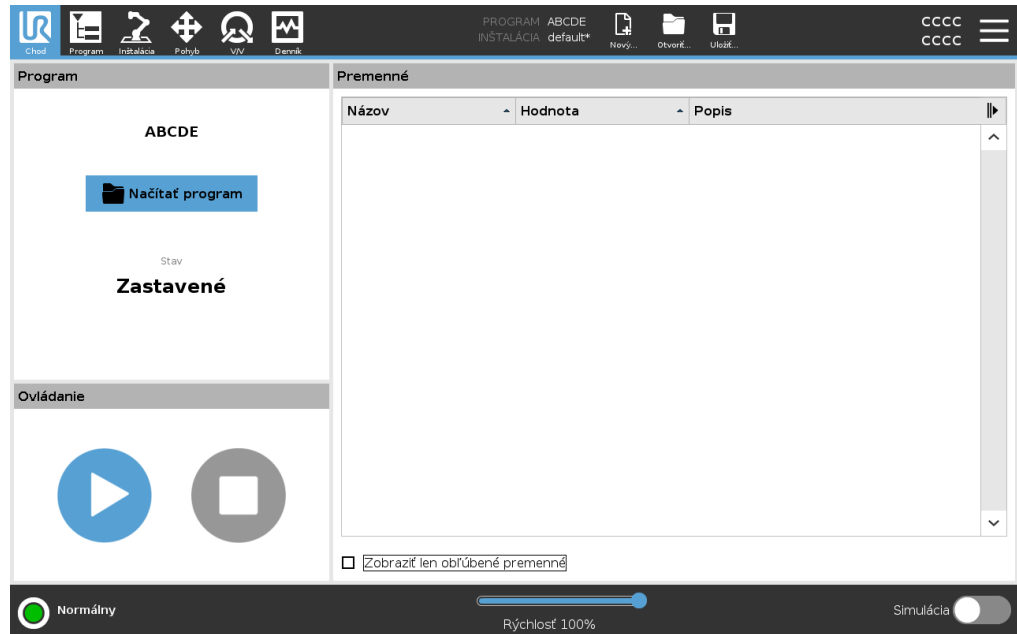 UR
Chod
Program
Inštalácia
Pohyb
V/V
Denník
PROGRAM ABCDE
INŠTALÁCIA default*
Nový...
Otvoriť...
Uložiť...
CCCC
CCCC
Program
ABCDE
Načítať program
Stav
Zastavené
Ovládanie
Premenné
Názov Hodnota Popis
Zobraziť len obľúbené premenné
Normálny
Rýchlosť 100%
Simulácia